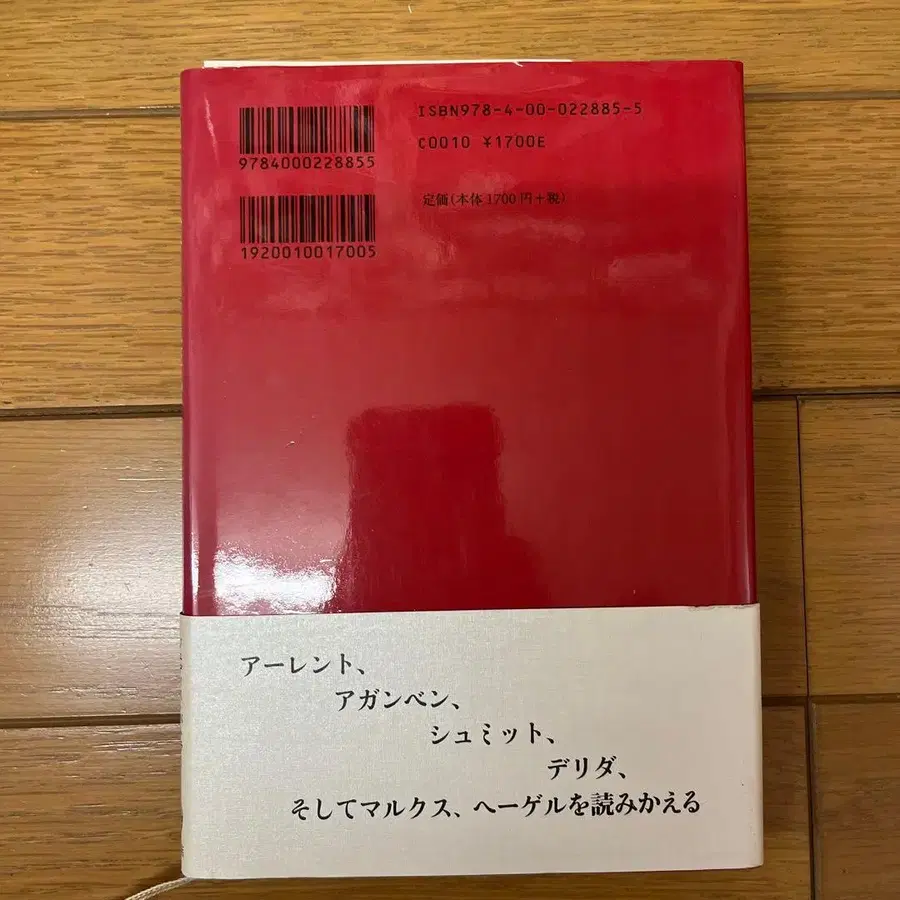 ISBN978-4-00-022885-5
C0010 ¥1700E
9784000228855
定価(本体1700円+税)
1920010017005
アーレント、
アガンベン、
シュミット、
デリダ、
そしてマルクス、ヘーゲルを読みかえる